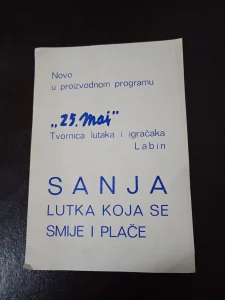 Novo
u proizvodnom programu
„25. Maj"
Tvornica lutaka i igračaka
Labin
SANJA
LUTKA KOJA SE
SMIJE I PLAČE